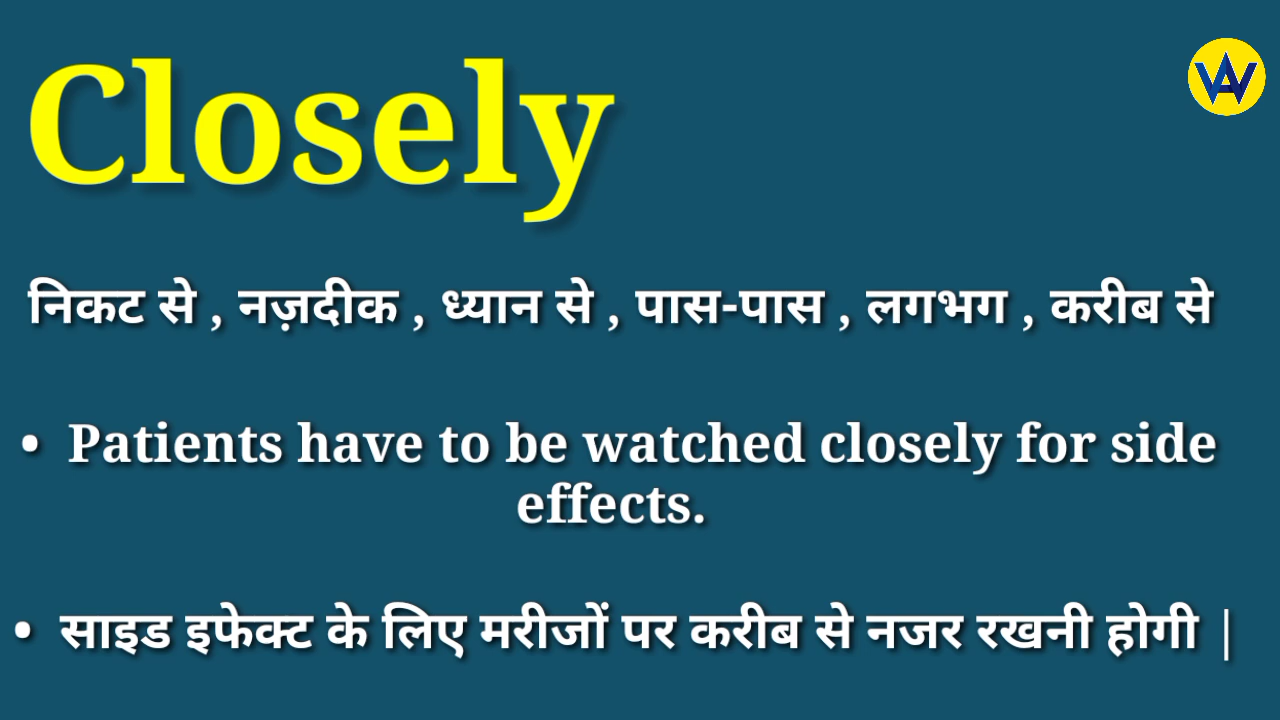 Closely
निकट से , नज़दीक , ध्यान से , पास-पास , लगभग , करीब से
• Patients have to be watched closely for side
effects.
• साइड इफेक्ट के लिए मरीजों पर करीब से नजर रखनी होगी |